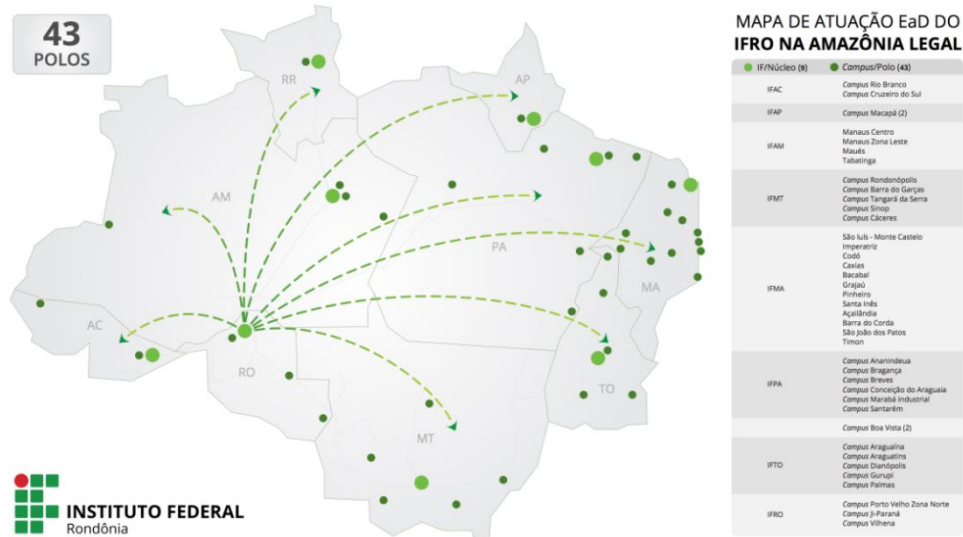 43
POLOS
RR
AP
AM
PA
MA
AC
RO
TO
MT
INSTITUTO FEDERAL
Rondônia
MAPA DE ATUAÇÃO EaD DO
IFRO NA AMAZÔNIA LEGAL
IF/Núcleo (9) Campus/Polo (43)
IFAC
Campus Rio Branco
Campus Cruzeiro do Sul
IFAP
Campus Macapá (2)
IFAM
Manaus Centro
Manaus Zona Leste
Maués
Tabatinga
IFMT
Campus Rondonópolis
Campus Barra do Garças
Campus Tangará da Serra
Campus Sinop
Campus Cáceres
IFMA
São luís - Monte Castelo
Imperatriz
Codó
Caxias
Bacabal
Grajaú
Pinheiro
Santa Inês
Açailândia
Barra do Corda
São João dos Patos
Timon
IFPA
Campus Ananindeua
Campus Bragança
Campus Breves
Campus Conceição do Araguaia
Campus Marabá Industrial
Campus Santarém
Campus Boa Vista (2)
IFTO
Campus Araguaína
Campus Araguatins
Campus Dianópolis
Campus Gurupi
Campus Palmas
IFRO
Campus Porto Velho Zona Norte
Campus Ji-Paraná
Campus Vilhena